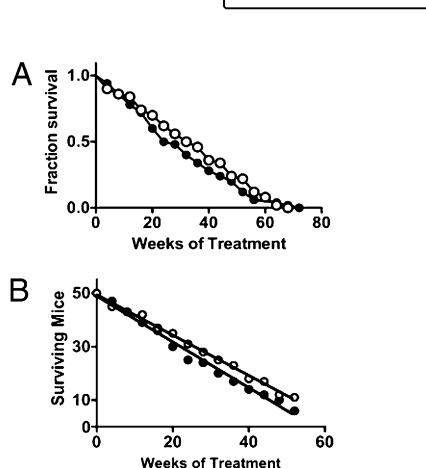 A
Fraction survival
1.0
0.5
0.0
0 20 40 60 80
Weeks of Treatment
B
Surviving Mice
50
30
10
0
0 20 40 60
Weeks of Treatment